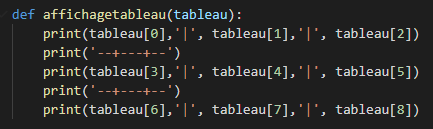 def affichagetableau(tableau):
    print(tableau[0],'|', tableau[1],'|', tableau[2])
    print('--+---+--')
    print(tableau[3],'|', tableau[4],'|', tableau[5])
    print('--+---+--')
    print(tableau[6],'|', tableau[7],'|', tableau[8])